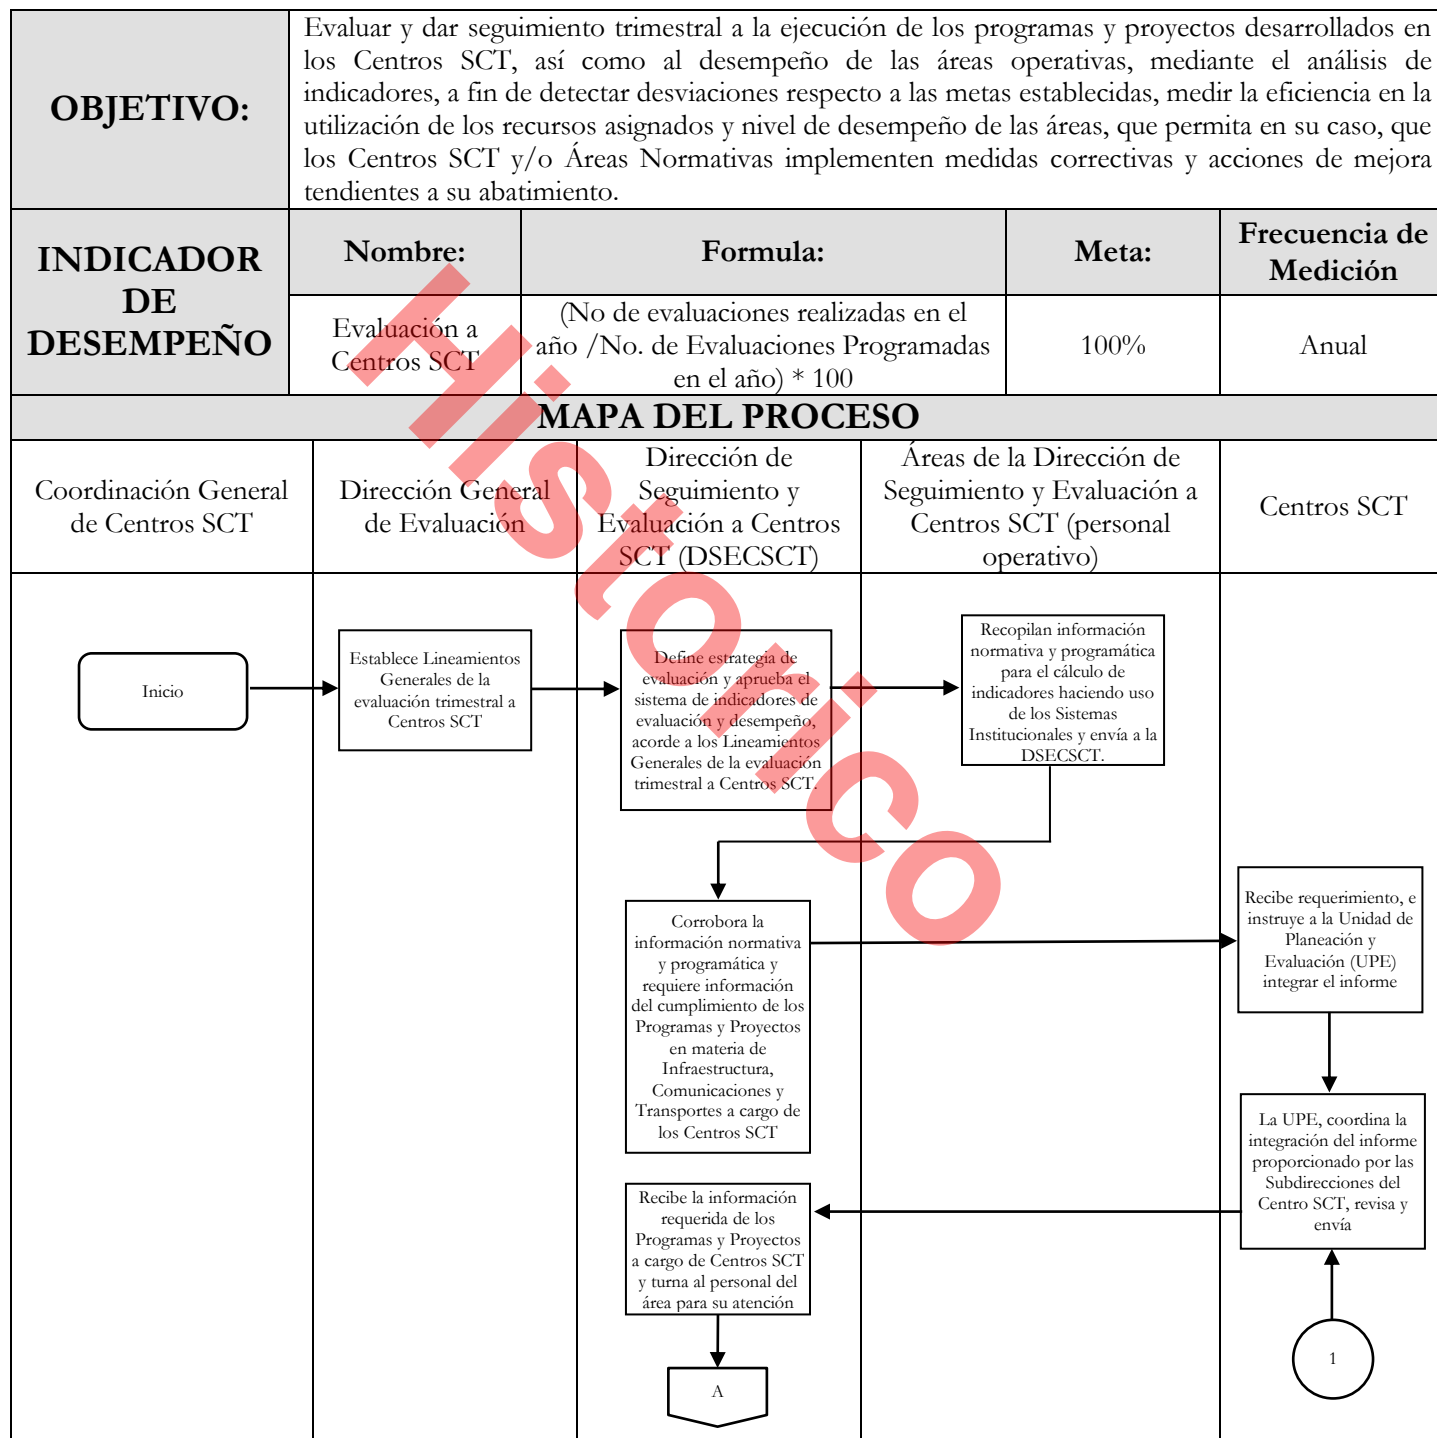 OBJETIVO:
Evaluar y dar seguimiento trimestral a la ejecución de los programas y proyectos desarrollados en
los Centros SCT, así como al desempeño de las áreas operativas, mediante el análisis de
indicadores, a fin de detectar desviaciones respecto a las metas establecidas, medir la eficiencia en la
utilización de los recursos asignados y nivel de desempeño de las áreas, que permita en su caso, que
los Centros SCT y/o Áreas Normativas implementen medidas correctivas y acciones de mejora
tendientes a su abatimiento.
INDICADOR
DE
DESEMPEÑO
Nombre:
Formula:
Meta:
Frecuencia de
Medición
Evaluación a
Centros SCT
(No de evaluaciones realizadas en el
año /No. de Evaluaciones Programadas
en el año) * 100
100%
Anual
MAPA DEL PROCESO
Coordinación General
de Centros SCT
Dirección General
de Evaluación
Dirección de
Seguimiento y
Evaluación a Centros
SCT (DSECSCT)
Áreas de la Dirección de
Seguimiento y Evaluación a
Centros SCT (personal
operativo)
Centros SCT
Inicio
Establece Lineamientos
Generales de la
evaluación trimestral a
Centros SCT
Define estrategia de
evaluación y aprueba el
sistema de indicadores de
evaluación y desempeño,
acorde a los Lineamientos
Generales de la evaluación
trimestral a Centros SCT.
Recopilan información
normativa y programática
para el cálculo de
indicadores haciendo uso
de los Sistemas
Institucionales y envía a la
DSECSCT.
Corrobora la
información normativa
y programática y
requiere información
del cumplimiento de los
Programas y Proyectos
en materia de
Infraestructura,
Comunicaciones y
Transportes a cargo de
los Centros SCT
Recibe requerimiento, e
instruye a la Unidad de
Planeación y
Evaluación (UPE)
integrar el informe
La UPE, coordina la
integración del informe
proporcionado por las
Subdirecciones del
Centro SCT, revisa y
envía
Recibe la información
requerida de los
Programas y Proyectos
a cargo de Centros SCT
y turna al personal del
área para su atención
1
A
Historico